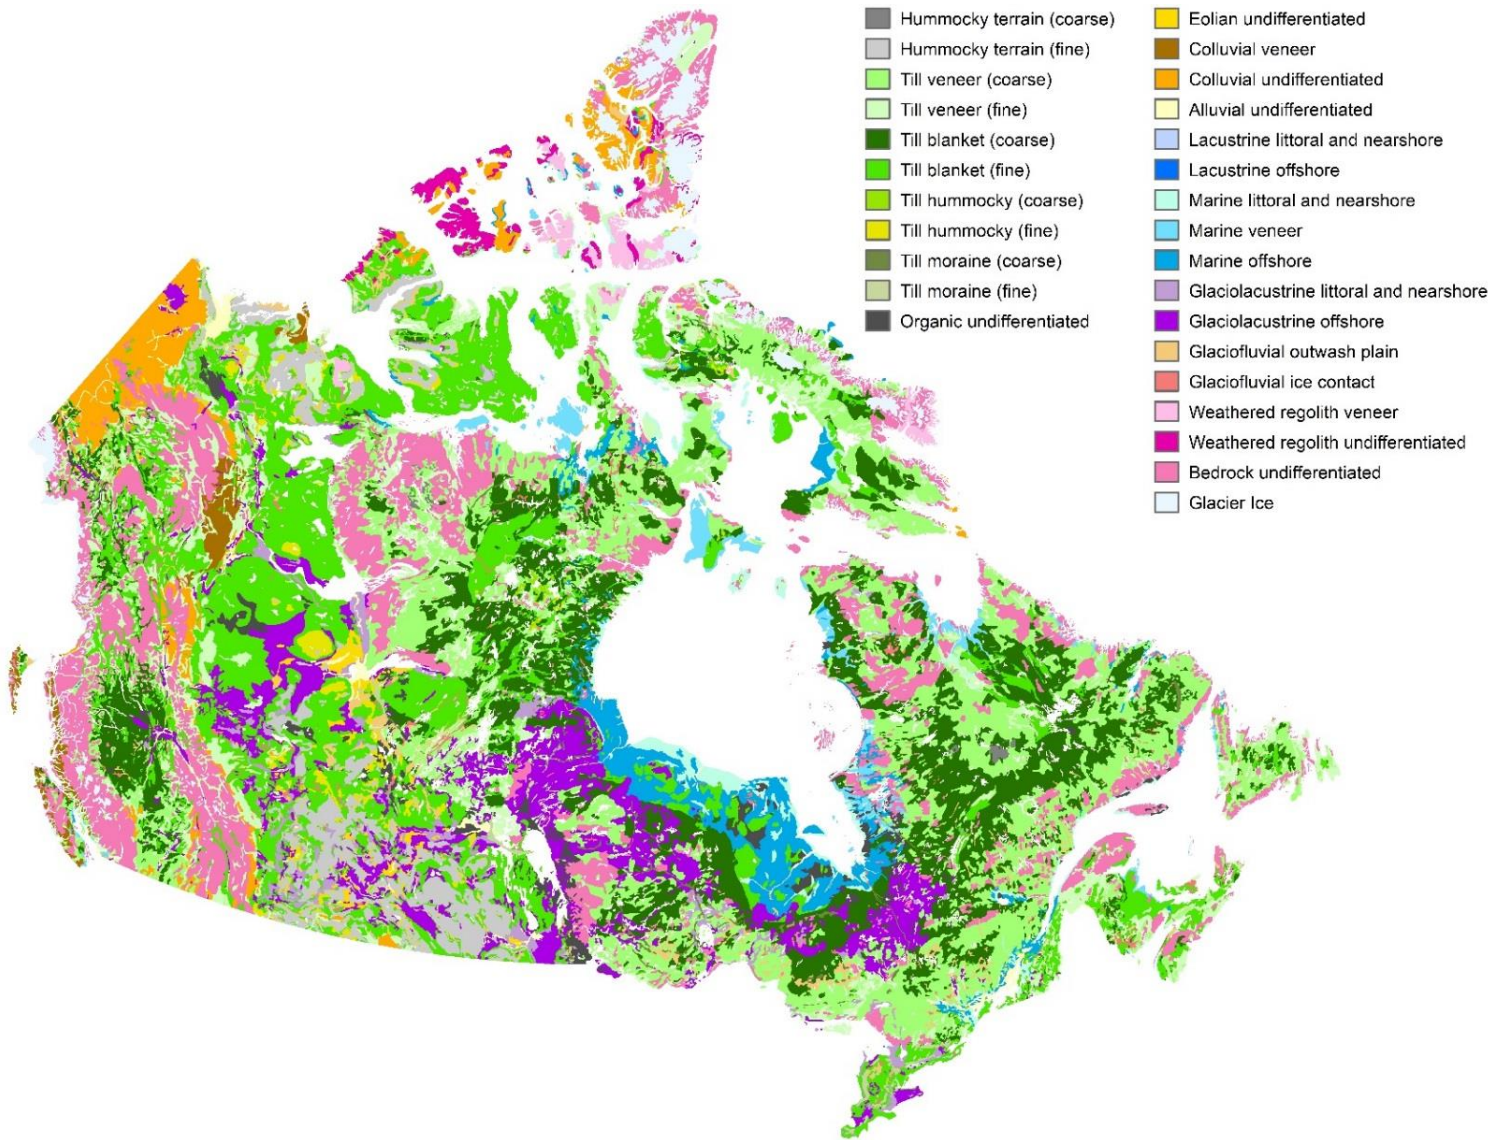 Hummocky terrain (coarse)
Hummocky terrain (fine)
Till veneer (coarse)
Till veneer (fine)
Till blanket (coarse)
Till blanket (fine)
Till hummocky (coarse)
Till hummocky (fine)
Till moraine (coarse)
Till moraine (fine)
Organic undifferentiated
Eolian undifferentiated
Colluvial veneer
Colluvial undifferentiated
Alluvial undifferentiated
Lacustrine littoral and nearshore
Lacustrine offshore
Marine littoral and nearshore
Marine veneer
Marine offshore
Glaciolacustrine littoral and nearshore
Glaciolacustrine offshore
Glaciofluvial outwash plain
Glaciofluvial ice contact
Weathered regolith veneer
Weathered regolith undifferentiated
Bedrock undifferentiated
Glacier Ice